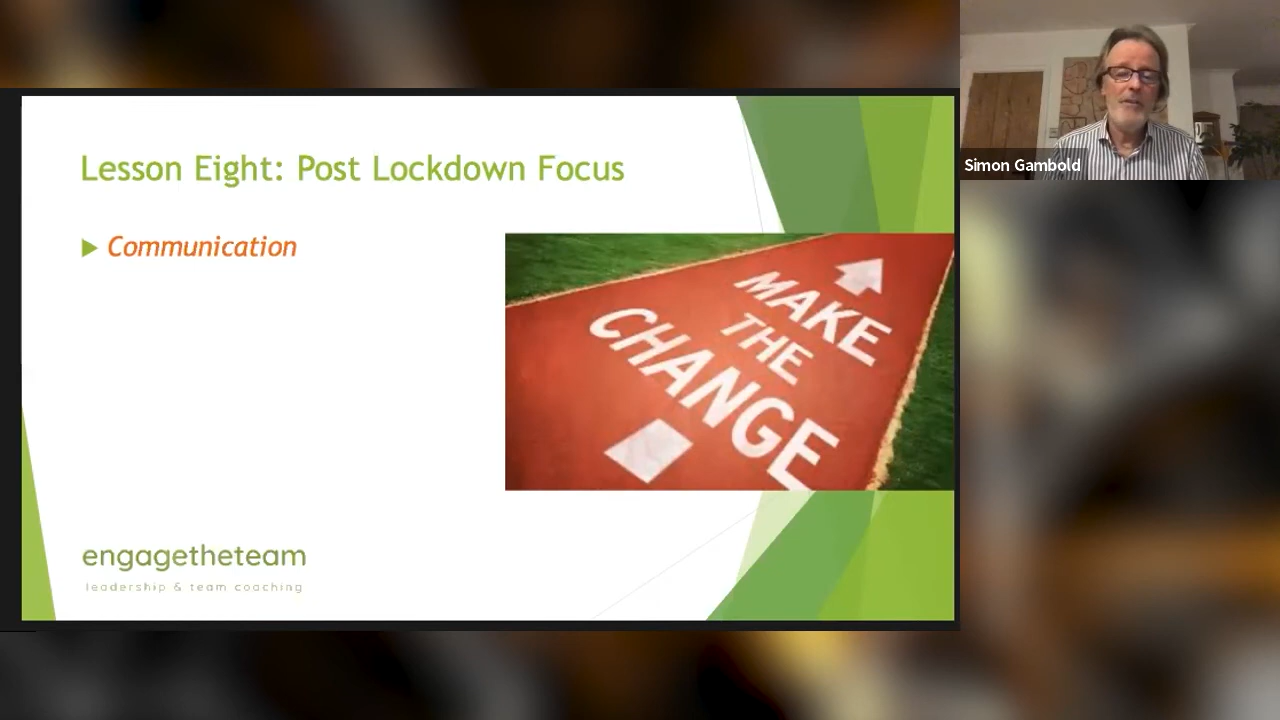 Lesson Eight: Post Lockdown Focus
Communication
MAKE
THE
CHANGE
engagetheteam
leadership & team coaching
Simon Gambold